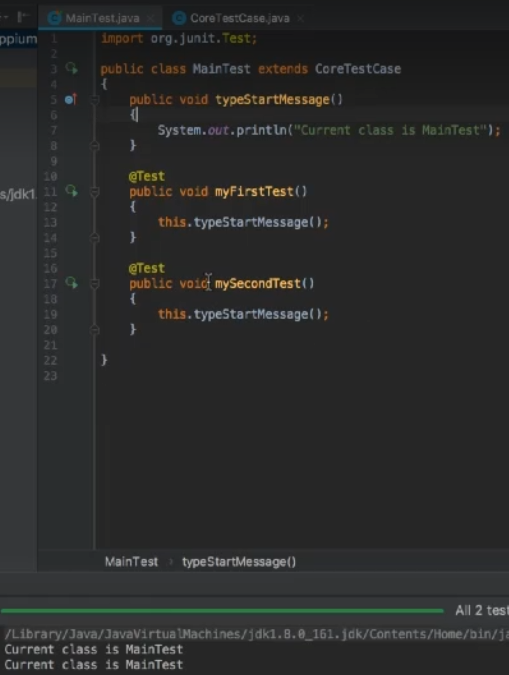 MainTest.java
CoreTestCase.java
ppium
1 import org.junit.Test;
2
3 public class MainTest extends CoreTestCase
4 {
5 public void typeStartMessage()
6 {
7 System.out.println("Current class is MainTest");
8 }
9
10 @Test
11 public void myFirstTest()
s/jdk1.
12 {
13 this.typeStartMessage();
14 }
15
16 @Test
17 public void mySecondTest()
18 {
19 this.typeStartMessage();
20 }
21
22 }
23
MainTest typeStartMessage()
All 2 test
/Library/Java/JavaVirtualMachines/jdk1.8.0_161.jdk/Contents/Home/bin/ja
Current class is MainTest
Current class is MainTest